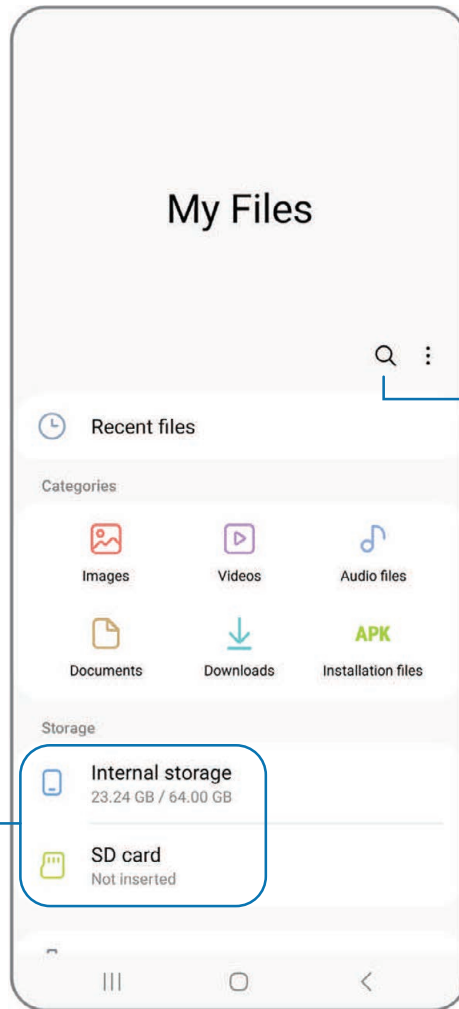 My Files
Recent files
Categories
Images
Videos
Audio files
APK
Documents
Downloads
Installation files
Storage
Internal storage
23.24 GB / 64.00 GB
SD card
Not inserted